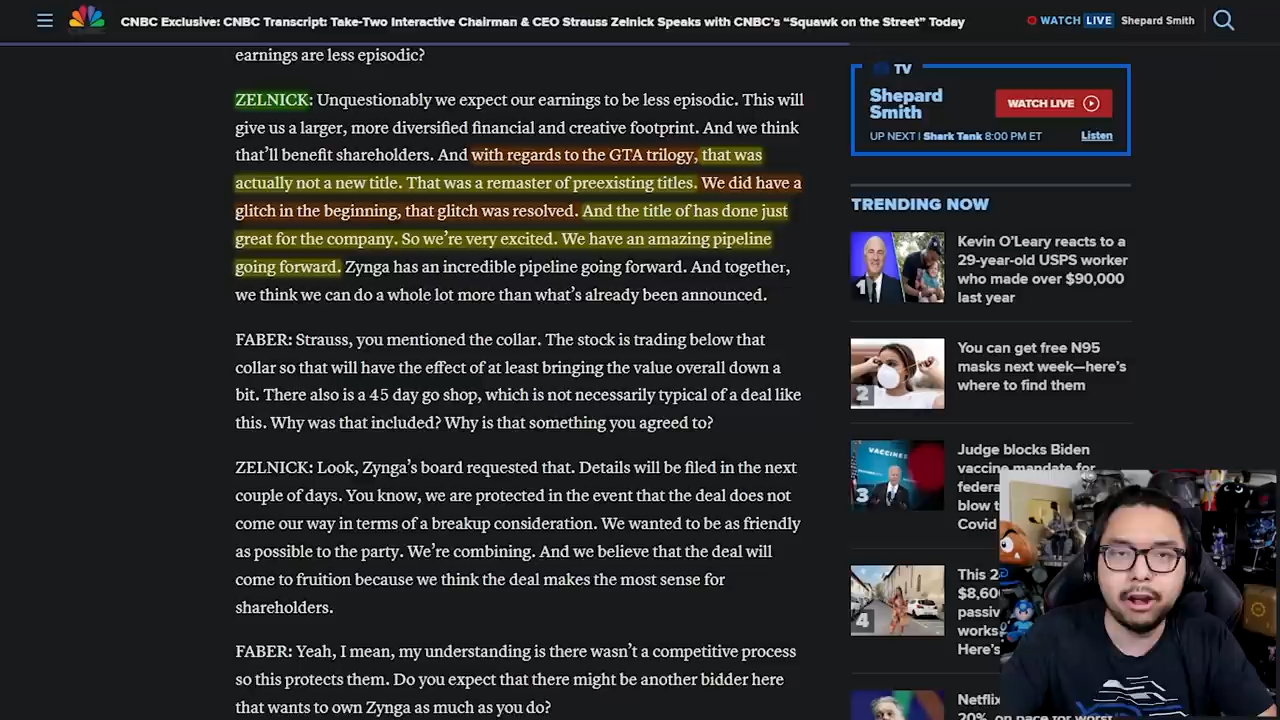 CNBC Exclusive: CNBC Transcript: Take-Two Interactive Chairman & CEO Strauss Zelnick Speaks with CNBC's “Squawk on the Street” Today
WATCH LIVE
Shepard Smith
earnings are less episodic?
ZELNICK: Unquestionably we expect our earnings to be less episodic. This will
give us a larger, more diversified financial and creative footprint. And we think
that’ll benefit shareholders. And with regards to the GTA trilogy, that was
actually not a new title. That was a remaster of preexisting titles. We did have a
glitch in the beginning, that glitch was resolved. And the title of has done just
great for the company. So we’re very excited. We have an amazing pipeline
going forward. Zynga has an incredible pipeline going forward. And together,
we think we can do a whole lot more than what’s already been announced.
FABER: Strauss, you mentioned the collar. The stock is trading below that
collar so that will have the effect of at least bringing the value overall down a
bit. There also is a 45 day go shop, which is not necessarily typical of a deal like
this. Why was that included? Why is that something you agreed to?
ZELNICK: Look, Zynga’s board requested that. Details will be filed in the next
couple of days. You know, we are protected in the event that the deal does not
come our way in terms of a breakup consideration. We wanted to be as friendly
as possible to the party. We’re combining. And we believe that the deal will
come to fruition because we think the deal makes the most sense for
shareholders.
FABER: Yeah, I mean, my understanding is there wasn’t a competitive process
so this protects them. Do you expect that there might be another bidder here
that wants to own Zynga as much as you do?
TV
Shepard
Smith
WATCH LIVE
UP NEXT | Shark Tank 8:00 PM ET
Listen
TRENDING NOW
1
Kevin O’Leary reacts to a
29-year-old USPS worker
who made over $90,000
last year
2
You can get free N95
masks next week—here’s
where to find them
VACCINES
3
Judge blocks Biden
vaccine mandate for
blow
Covid
4
This
passiv
works
Here’s
Netflix
20%, on pace for worst